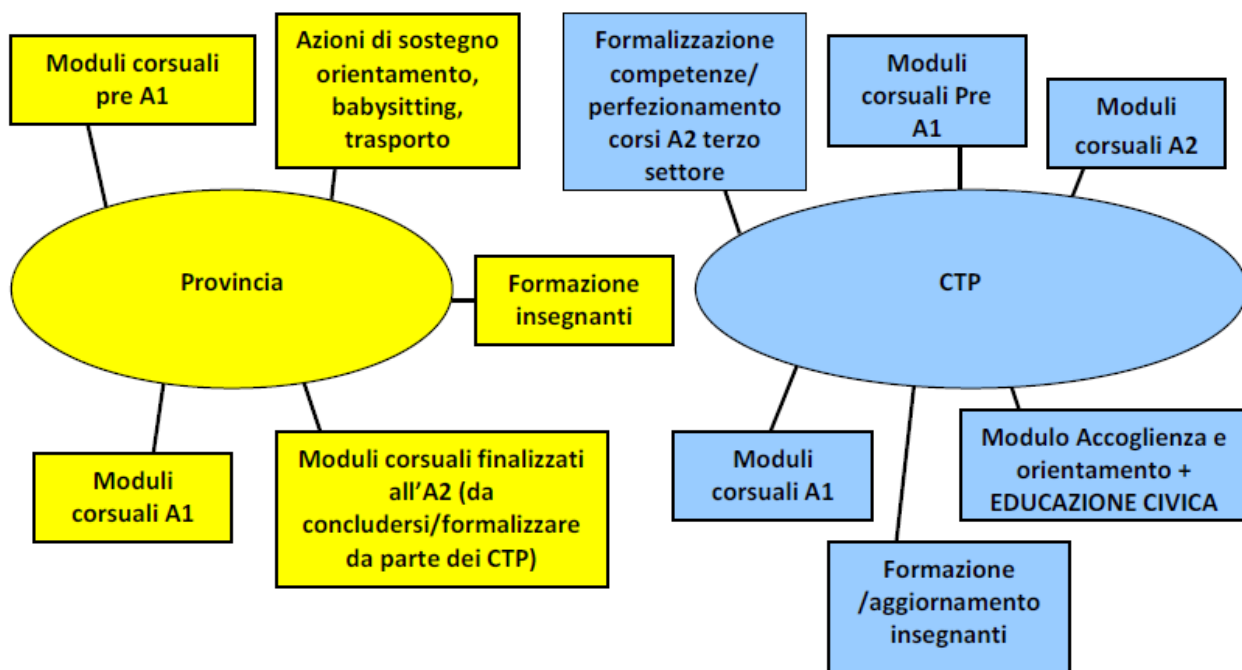 Moduli corsuali
pre A1
Azioni di sostegno
orientamento,
babysitting,
trasporto
Provincia
Formazione
insegnanti
Moduli
corsuali A1
Moduli corsuali finalizzati
all’A2 (da
concludersi/formalizzare
da parte dei CTP)
Formalizzazione
competenze/
perfezionamento
corsi A2 terzo
settore
Moduli
corsuali Pre
A1
Moduli
corsuali A2
CTP
Moduli
corsuali A1
Formazione
/aggiornamento
insegnanti
Modulo Accoglienza e
orientamento +
EDUCAZIONE CIVICA